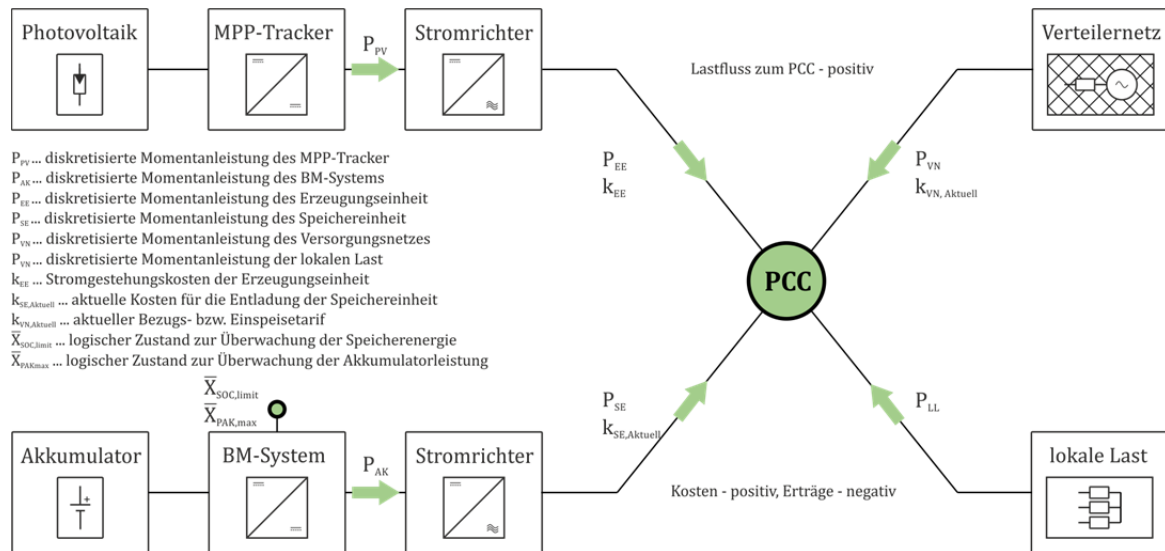 Photovoltaik
MPP-Tracker
P_PV
Stromrichter
Lastfluss zum PCC - positiv
Verteilernetz
P_PV ... diskretisierte Momentanleistung des MPP-Tracker
P_AK ... diskretisierte Momentanleistung des BM-Systems
P_EE ... diskretisierte Momentanleistung des Erzeugungseinheit
P_SE ... diskretisierte Momentanleistung des Speichereinheit
P_VN ... diskretisierte Momentanleistung des Versorgungsnetzes
P_VN ... diskretisierte Momentanleistung der lokalen Last
k_EE ... Stromgestehungskosten der Erzeugungseinheit
k_SE,Aktuell ... aktuelle Kosten für die Entladung der Speichereinheit
k_VN,Aktuell ... aktueller Bezugs- bzw. Einspeisetarif
X̅_SOC,limit ... logischer Zustand zur Überwachung der Speicherenergie
X̅_PAKmax ... logischer Zustand zur Überwachung der Akkumulatorleistung
P_EE
k_EE
P_VN
k_VN, Aktuell
PCC
X̅_SOC,limit
X̅_PAK,max
P_SE
k_SE,Aktuell
P_LL
Akkumulator
BM-System
P_AK
Stromrichter
Kosten - positiv, Erträge - negativ
lokale Last